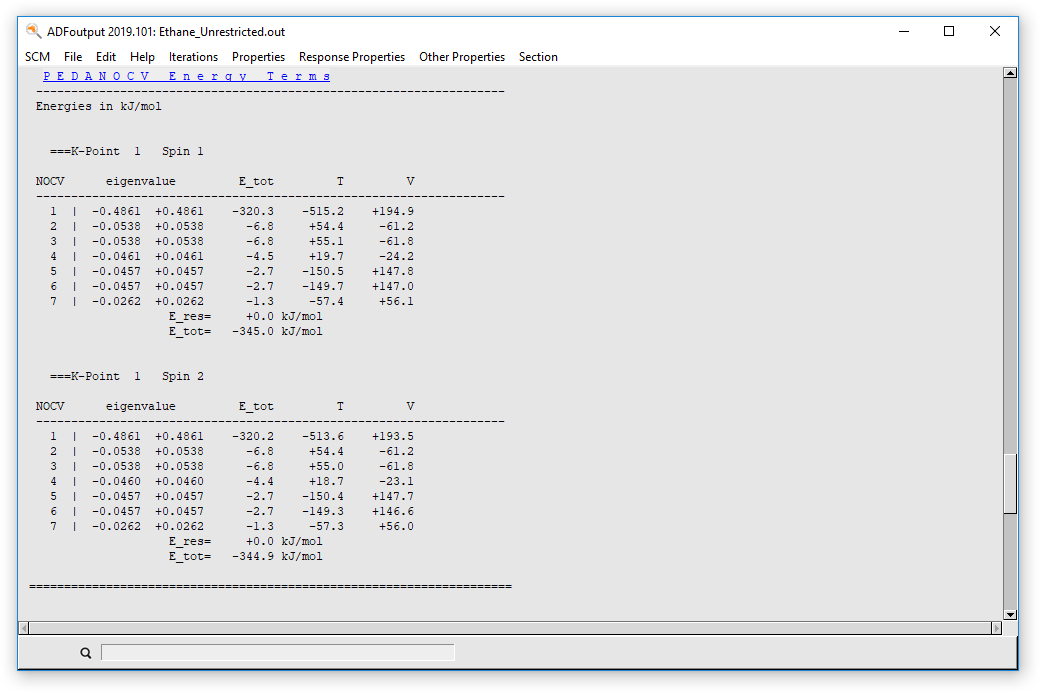 ADFoutput 2019.101: Ethane_Unrestricted.out
SCM File Edit Help Iterations Properties Response Properties Other Properties Section
P E D A N O C V   E n e r g y   T e r m s
-------------------------------------------------------------------
Energies in kJ/mol
===K-Point  1   Spin 1
NOCV      eigenvalue         E_tot         T         V
-------------------------------------------------------------------
1  |  -0.4861  +0.4861    -320.3    -515.2    +194.9
2  |  -0.0538  +0.0538      -6.8     +54.4     -61.2
3  |  -0.0538  +0.0538      -6.8     +55.1     -61.8
4  |  -0.0461  +0.0461      -4.5     +19.7     -24.2
5  |  -0.0457  +0.0457      -2.7    -150.5    +147.8
6  |  -0.0457  +0.0457      -2.7    -149.7    +147.0
7  |  -0.0262  +0.0262      -1.3     -57.4     +56.1
E_res=     +0.0 kJ/mol
E_tot=   -345.0 kJ/mol
===K-Point  1   Spin 2
NOCV      eigenvalue         E_tot         T         V
-------------------------------------------------------------------
1  |  -0.4861  +0.4861    -320.2    -513.6    +193.5
2  |  -0.0538  +0.0538      -6.8     +54.4     -61.2
3  |  -0.0538  +0.0538      -6.8     +55.0     -61.8
4  |  -0.0460  +0.0460      -4.4     +18.7     -23.1
5  |  -0.0457  +0.0457      -2.7    -150.4    +147.7
6  |  -0.0457  +0.0457      -2.7    -149.3    +146.6
7  |  -0.0262  +0.0262      -1.3     -57.3     +56.0
E_res=     +0.0 kJ/mol
E_tot=   -344.9 kJ/mol
=====================================================================